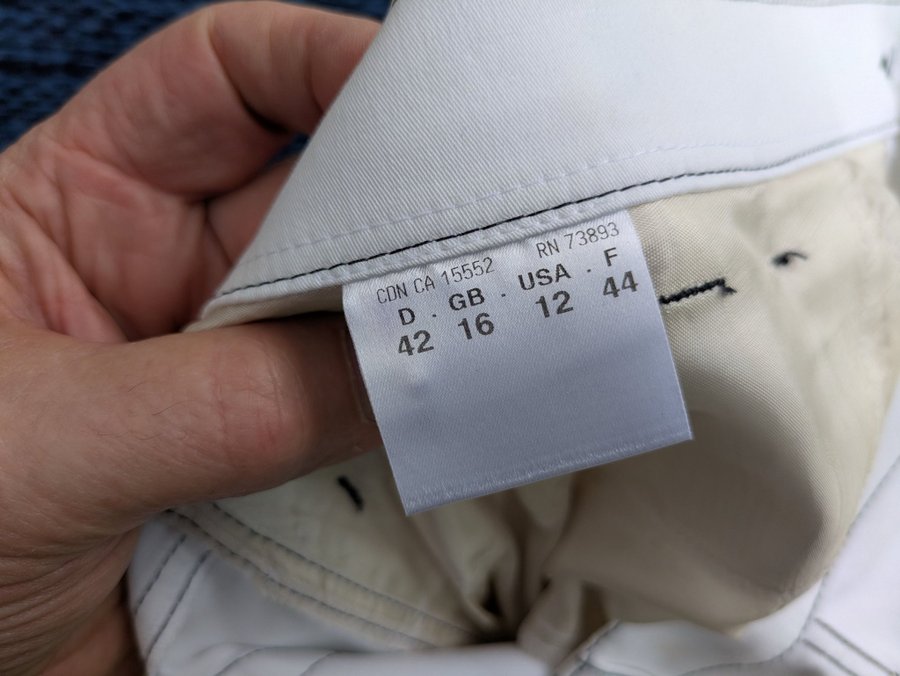 CDN CA 15552 RN 73893
D · GB · USA · F
42 16 12 44